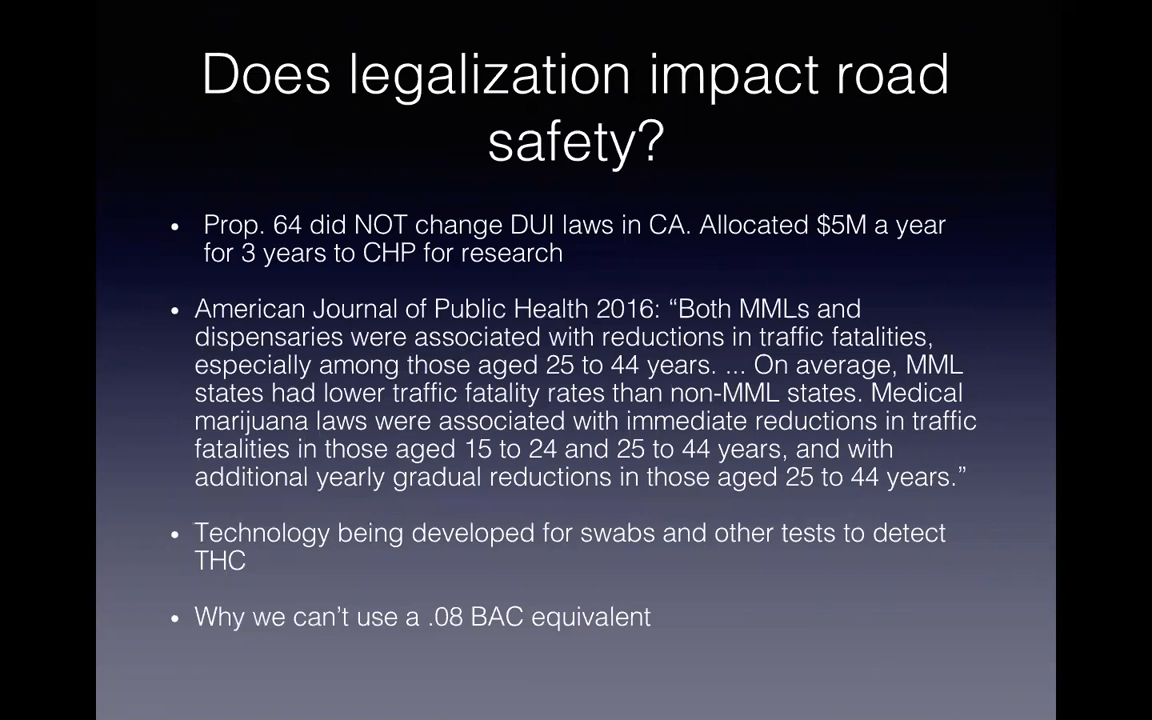 Does legalization impact road
safety?
• Prop. 64 did NOT change DUI laws in CA. Allocated $5M a year
for 3 years to CHP for research
• American Journal of Public Health 2016: “Both MMLs and
dispensaries were associated with reductions in traffic fatalities,
especially among those aged 25 to 44 years. ... On average, MML
states had lower traffic fatality rates than non-MML states. Medical
marijuana laws were associated with immediate reductions in traffic
fatalities in those aged 15 to 24 and 25 to 44 years, and with
additional yearly gradual reductions in those aged 25 to 44 years.”
• Technology being developed for swabs and other tests to detect
THC
• Why we can’t use a .08 BAC equivalent